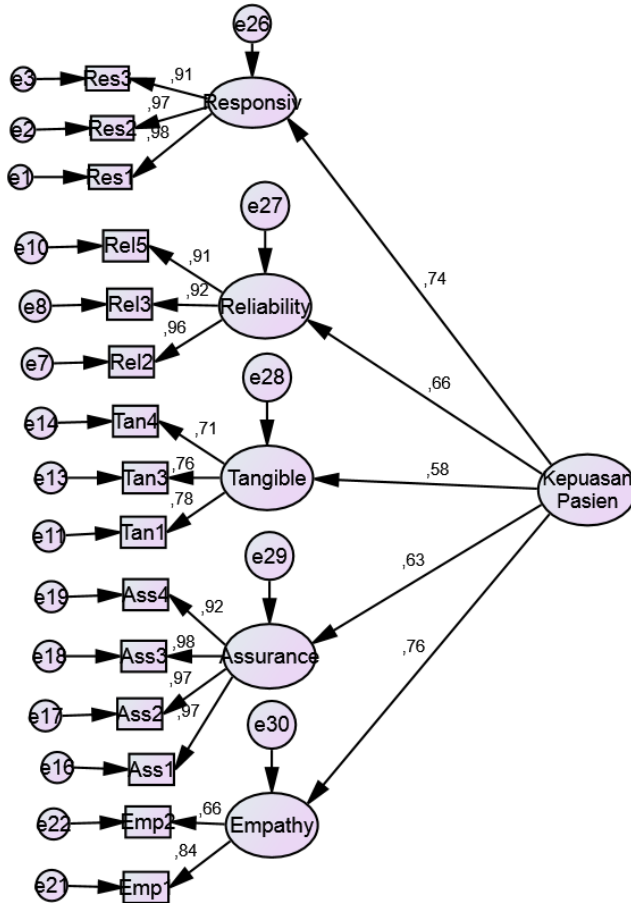 e26
e3
Res3
,91
Responsiv
e2
Res2
,97
e1
Res1
,98
e27
e10
Rel5
,91
e8
Rel3
,92
Reliability
e7
Rel2
,96
,74
,66
e28
e14
Tan4
,71
e13
Tan3
,76
Tangible
,58
Kepuasan
Pasien
e11
Tan1
,78
e29
e19
Ass4
,92
,63
e18
Ass3
,98
Assurance
,76
e17
Ass2
,97
e16
Ass1
,97
e30
e22
Emp2
,66
Empathy
e21
Emp1
,84